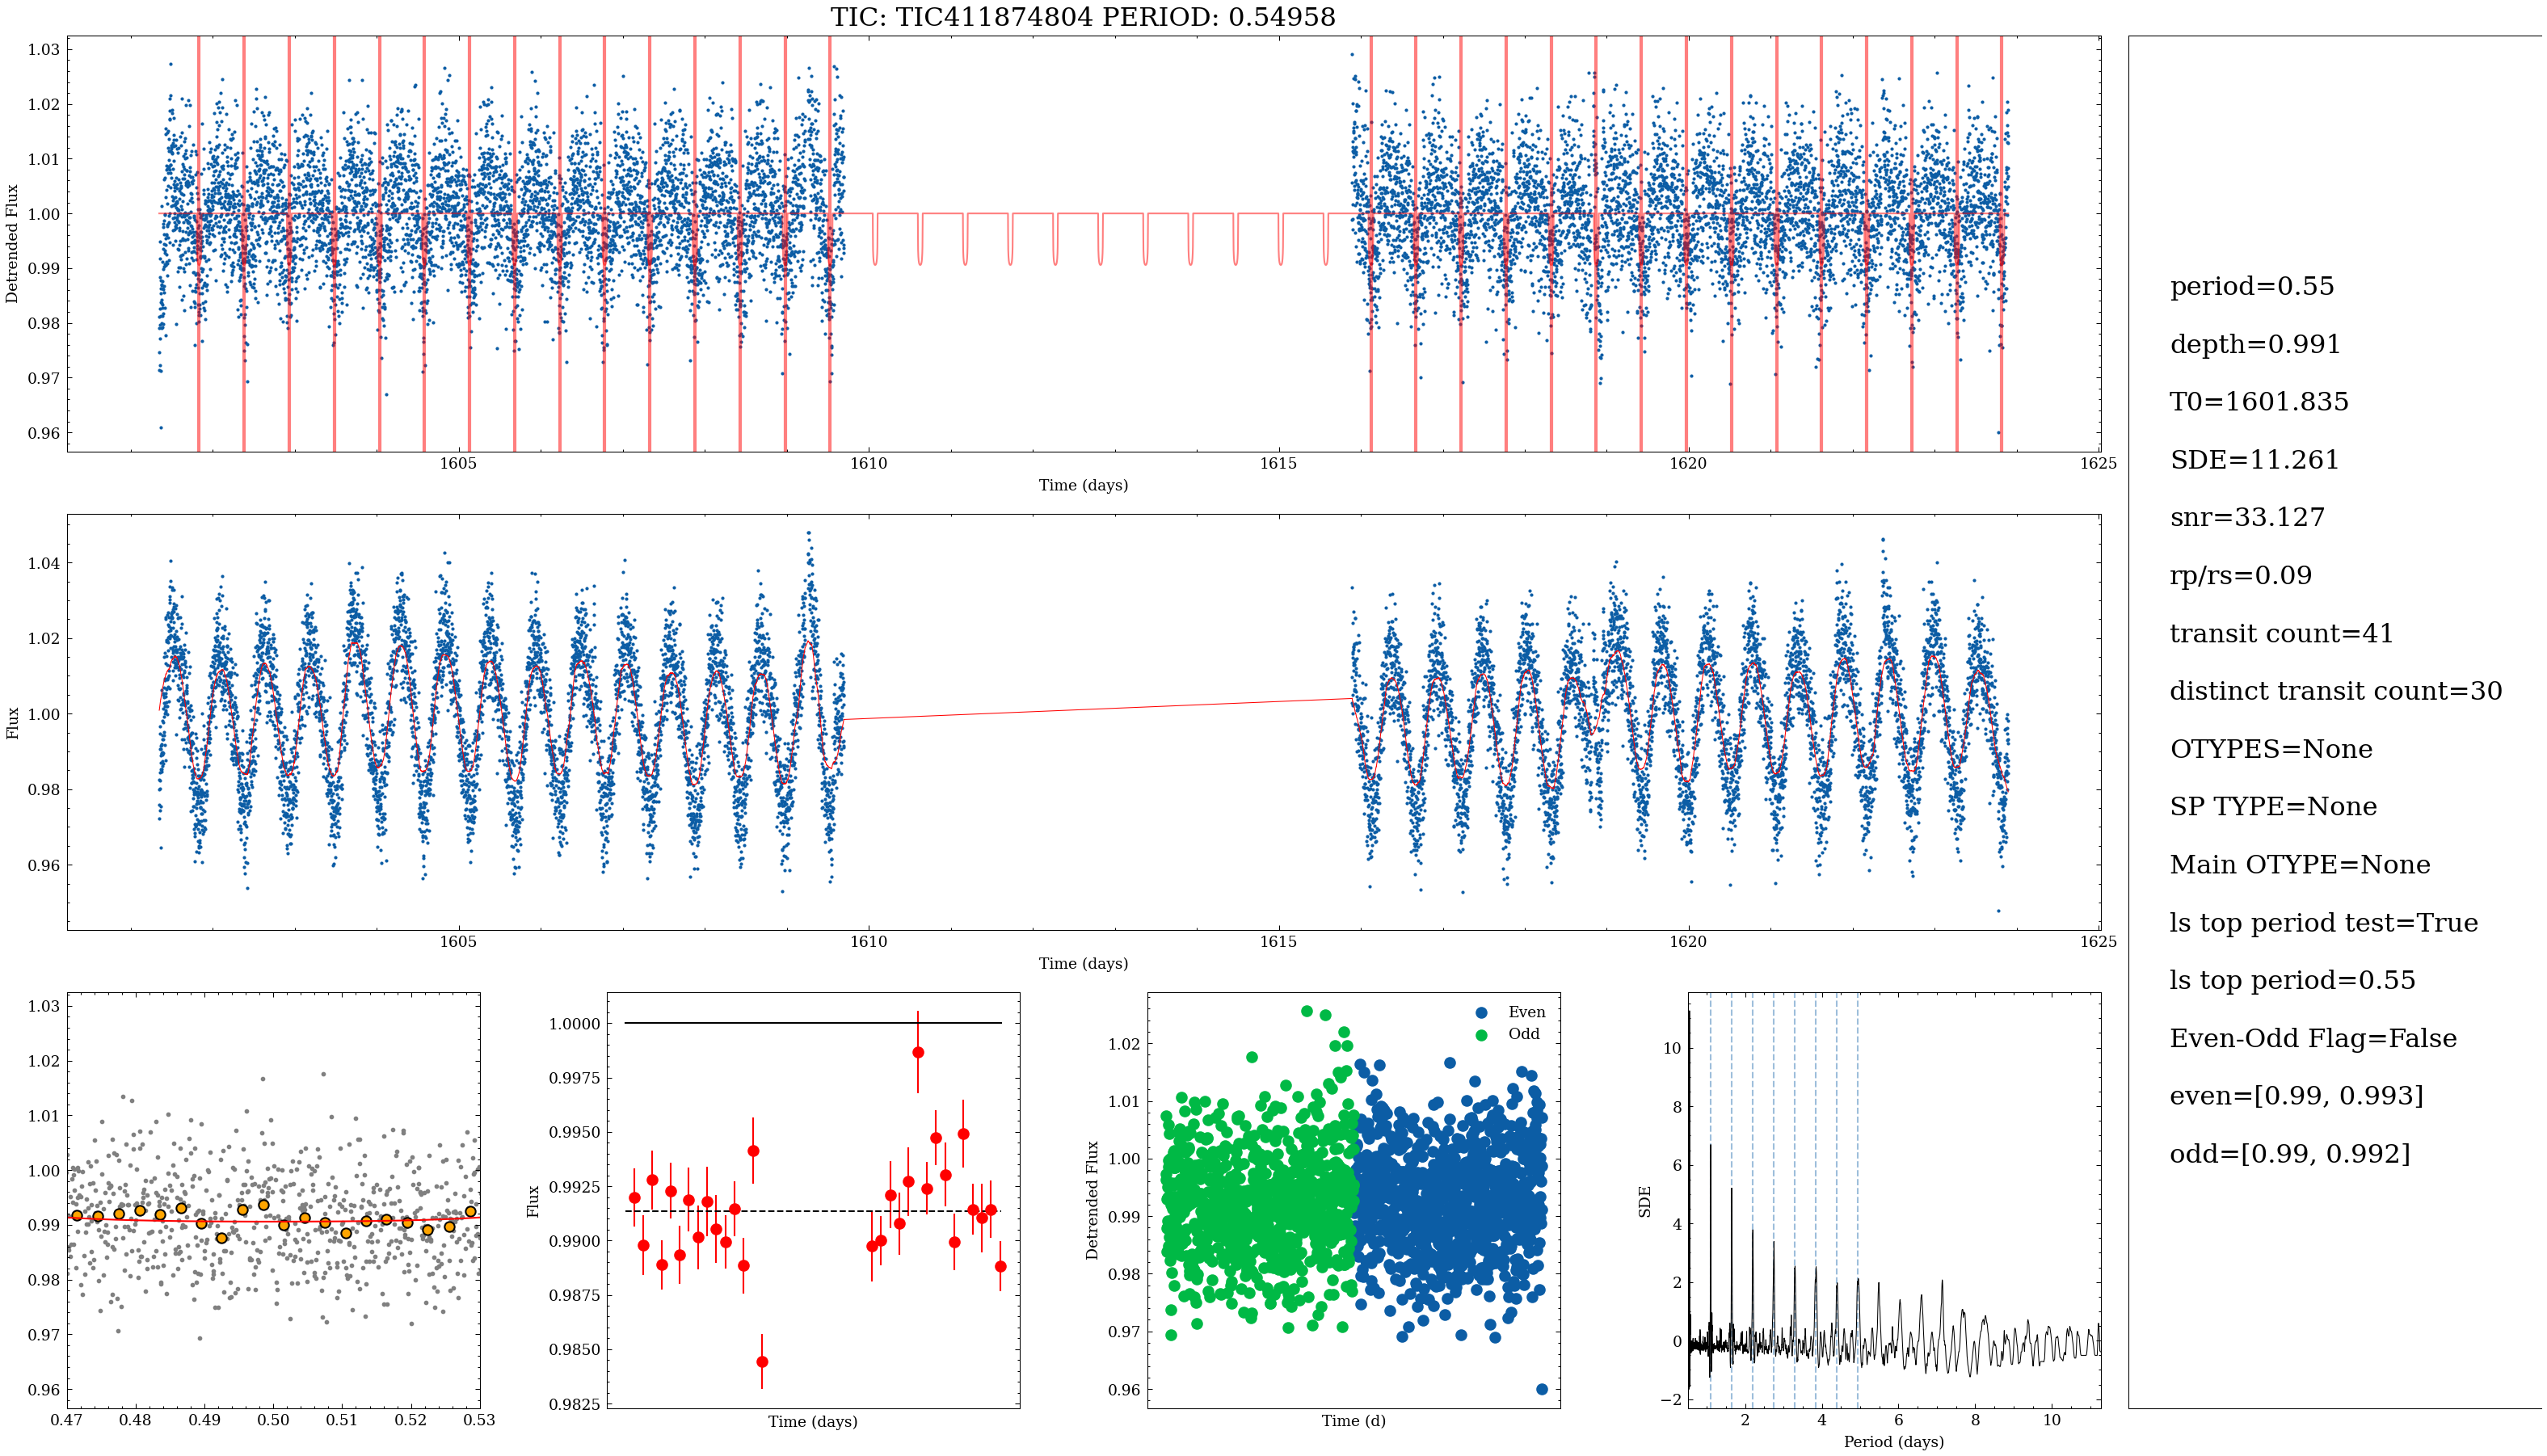 TIC: TIC411874804 PERIOD: 0.54958
1.03
1.02
1.01
1.00
0.99
0.98
0.97
0.96
Detrended Flux
1605
1610
1615
1620
1625
Time (days)
1.04
1.02
1.00
0.98
0.96
Flux
1605
1610
1615
1620
1625
Time (days)
1.03
1.02
1.01
1.00
0.99
0.98
0.97
0.96
0.47
0.48
0.49
0.50
0.51
0.52
0.53
1.0000
0.9975
0.9950
0.9925
0.9900
0.9875
0.9850
0.9825
Flux
Time (days)
Even
Odd
1.02
1.01
1.00
0.99
0.98
0.97
0.96
Detrended Flux
Time (d)
10
8
6
4
2
0
−2
SDE
2
4
6
8
10
Period (days)
period=0.55
depth=0.991
T0=1601.835
SDE=11.261
snr=33.127
rp/rs=0.09
transit count=41
distinct transit count=30
OTYPES=None
SP TYPE=None
Main OTYPE=None
ls top period test=True
ls top period=0.55
Even-Odd Flag=False
even=[0.99, 0.993]
odd=[0.99, 0.992]